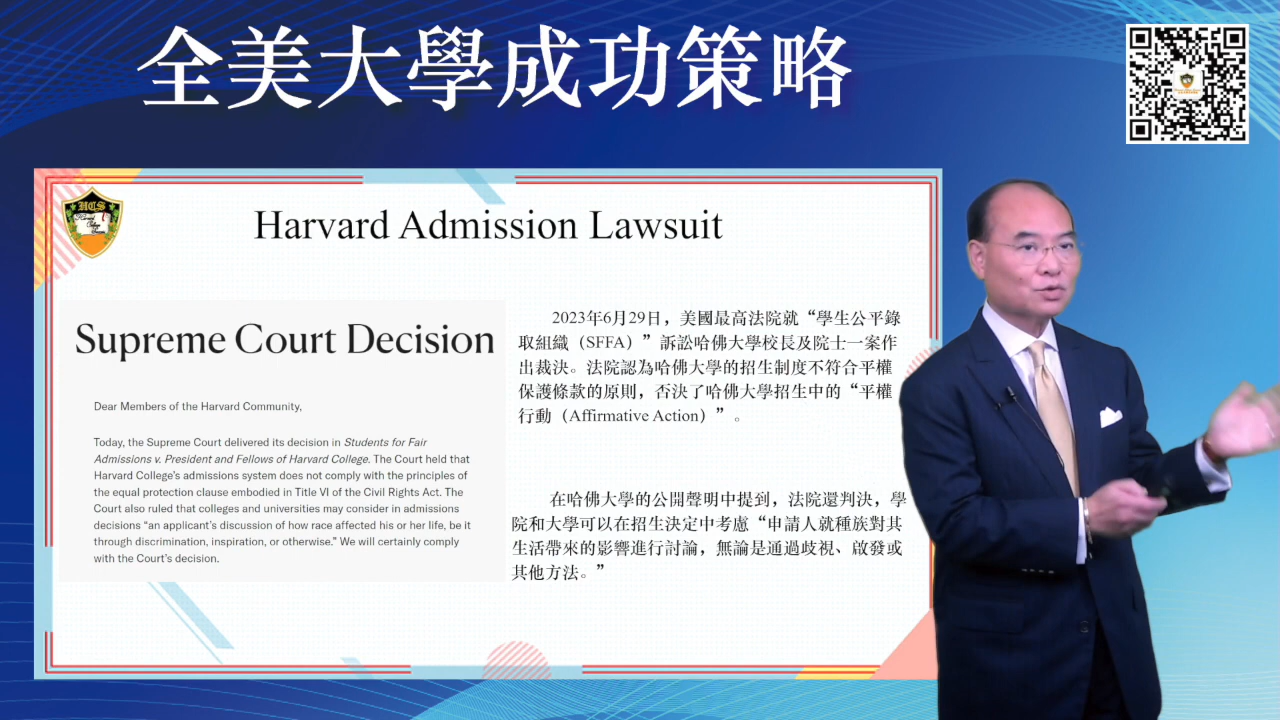 全美大學成功策略
HCS
Harvard Admission Lawsuit
Supreme Court Decision
Dear Members of the Harvard Community,
Today, the Supreme Court delivered its decision in Students for Fair
Admissions v. President and Fellows of Harvard College. The Court held that
Harvard College's admissions system does not comply with the principles of
the equal protection clause embodied in Title VI of the Civil Rights Act. The
Court also ruled that colleges and universities may consider in admissions
decisions “an applicant's discussion of how race affected his or her life, be it
through discrimination, inspiration, or otherwise.” We will certainly comply
with the Court's decision.
2023年6月29日，美國最高法院就“學生公平錄
取組織（SFFA）”訴訟哈佛大學校長及院士一案作
出裁決。法院認為哈佛大學的招生制度不符合平權
保護條款的原則，否決了哈佛大學招生中的“平權
行動（Affirmative Action）”。
在哈佛大學的公開聲明中提到，法院還判決，學
院和大學可以在招生決定中考慮“申請人就種族對其
生活帶來的影響進行討論，無論是通過歧視、啟發或
其他方法。”